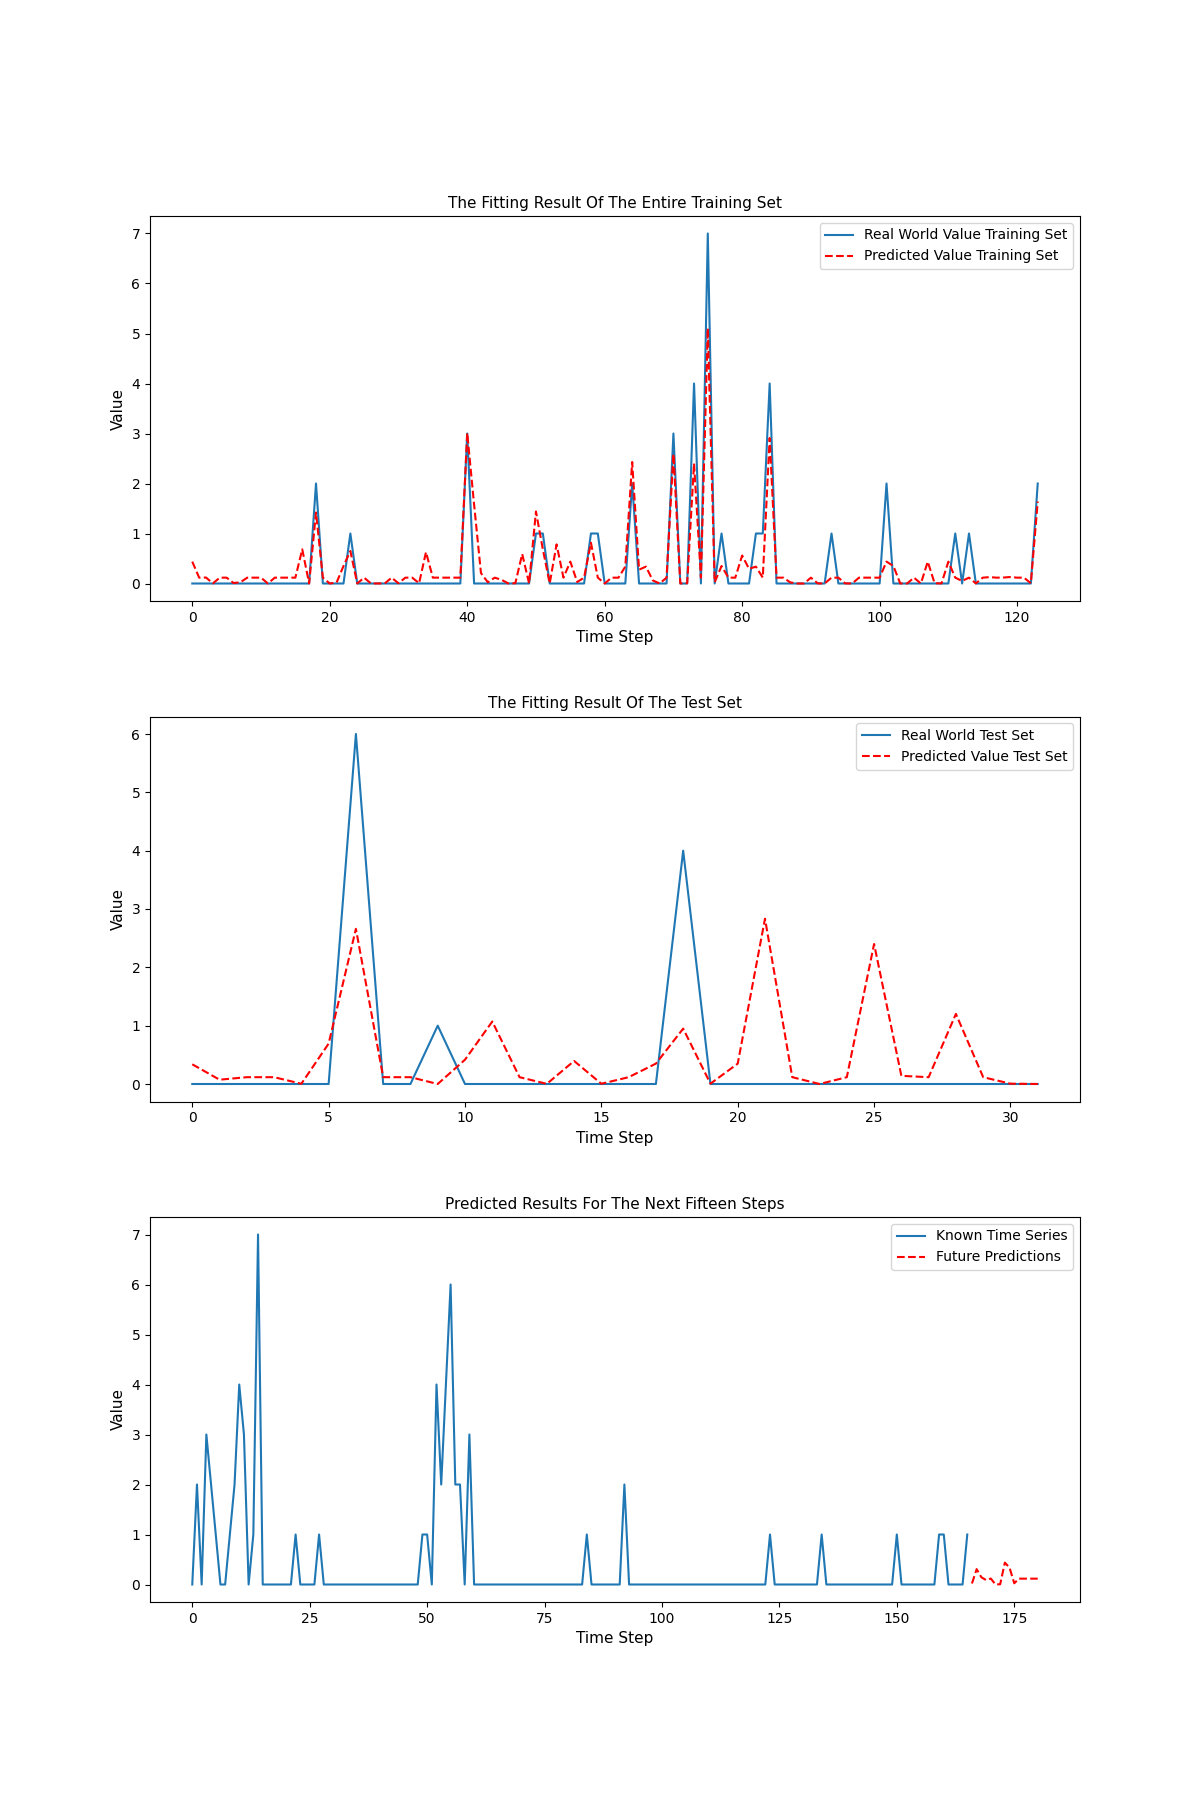 The Fitting Result Of The Entire Training Set
Real World Value Training Set
Predicted Value Training Set
7
6
5
4
3
2
1
0
Value
0 20 40 60 80 100 120
Time Step
The Fitting Result Of The Test Set
Real World Test Set
Predicted Value Test Set
6
5
4
3
2
1
0
Value
0 5 10 15 20 25 30
Time Step
Predicted Results For The Next Fifteen Steps
Known Time Series
Future Predictions
7
6
5
4
3
2
1
0
Value
0 25 50 75 100 125 150 175
Time Step